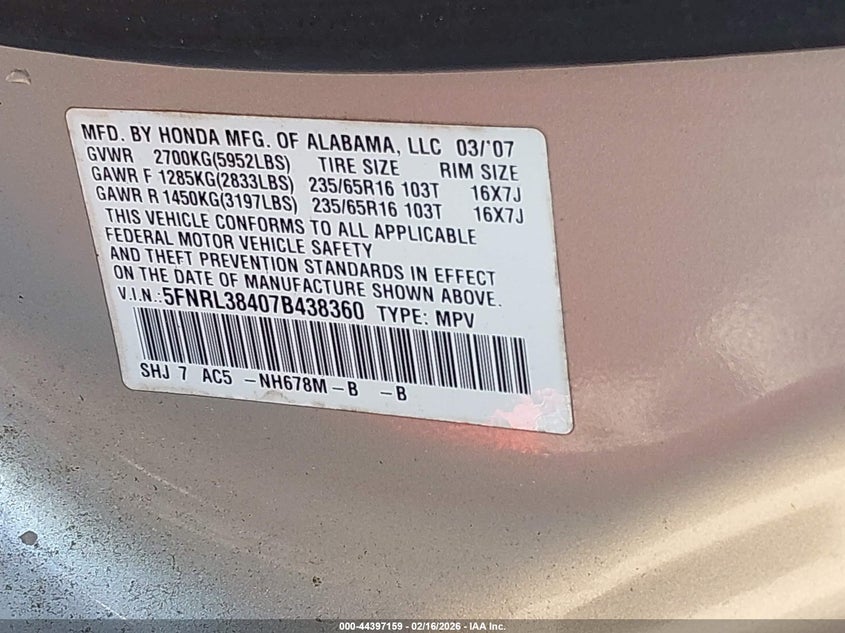 MFD. BY HONDA MFG. OF ALABAMA, LLC 03/'07
GVWR 2700KG(5952LBS) TIRE SIZE RIM SIZE
GAWR F 1285KG(2833LBS) 235/65R16 103T 16X7J
GAWR R 1450KG(3197LBS) 235/65R16 103T 16X7J
THIS VEHICLE CONFORMS TO ALL APPLICABLE
FEDERAL MOTOR VEHICLE SAFETY
AND THEFT PREVENTION STANDARDS IN EFFECT
ON THE DATE OF MANUFACTURE SHOWN ABOVE.
V.I.N.:5FNRL38407B438360 TYPE: MPV
SHJ 7 AC5 -NH678M-B -B
000-44397159 - 02/16/2026 - IAA Inc.